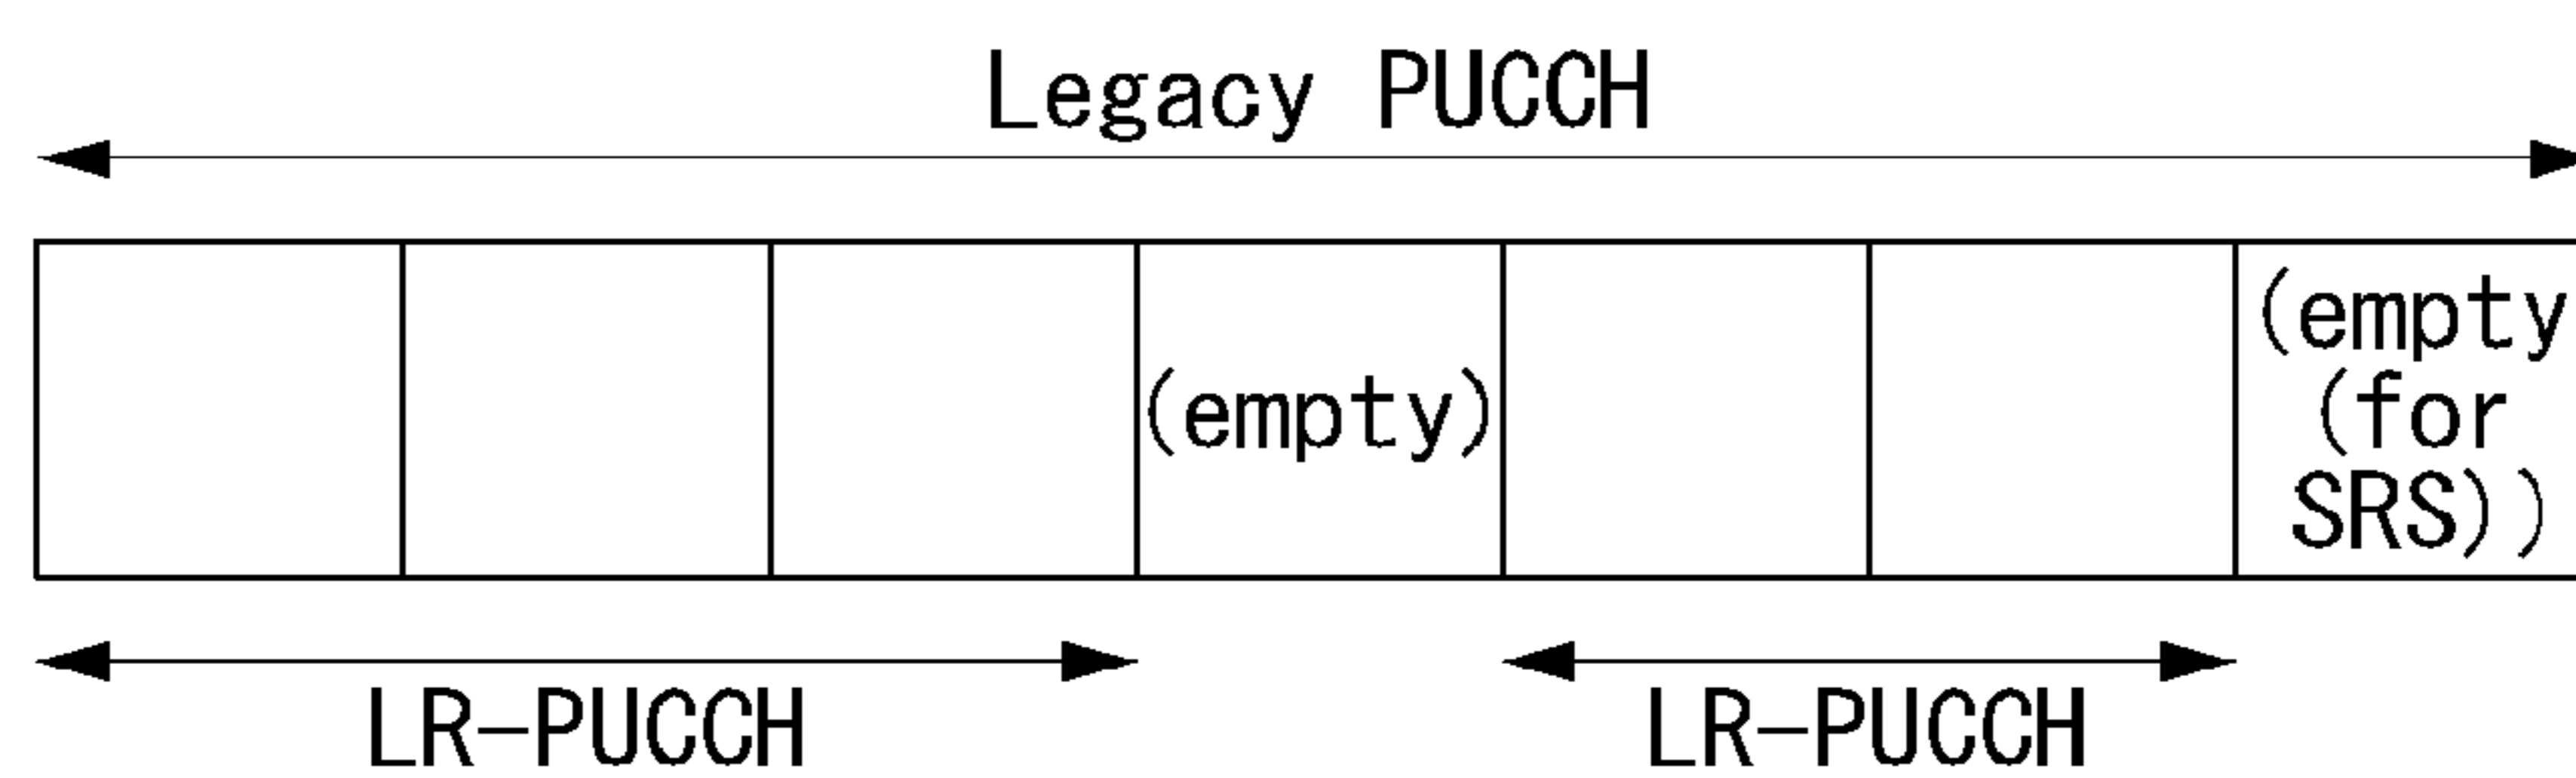 Legacy PUCCH
(empty)
(empty
(for
SRS))
LR-PUCCH
LR-PUCCH